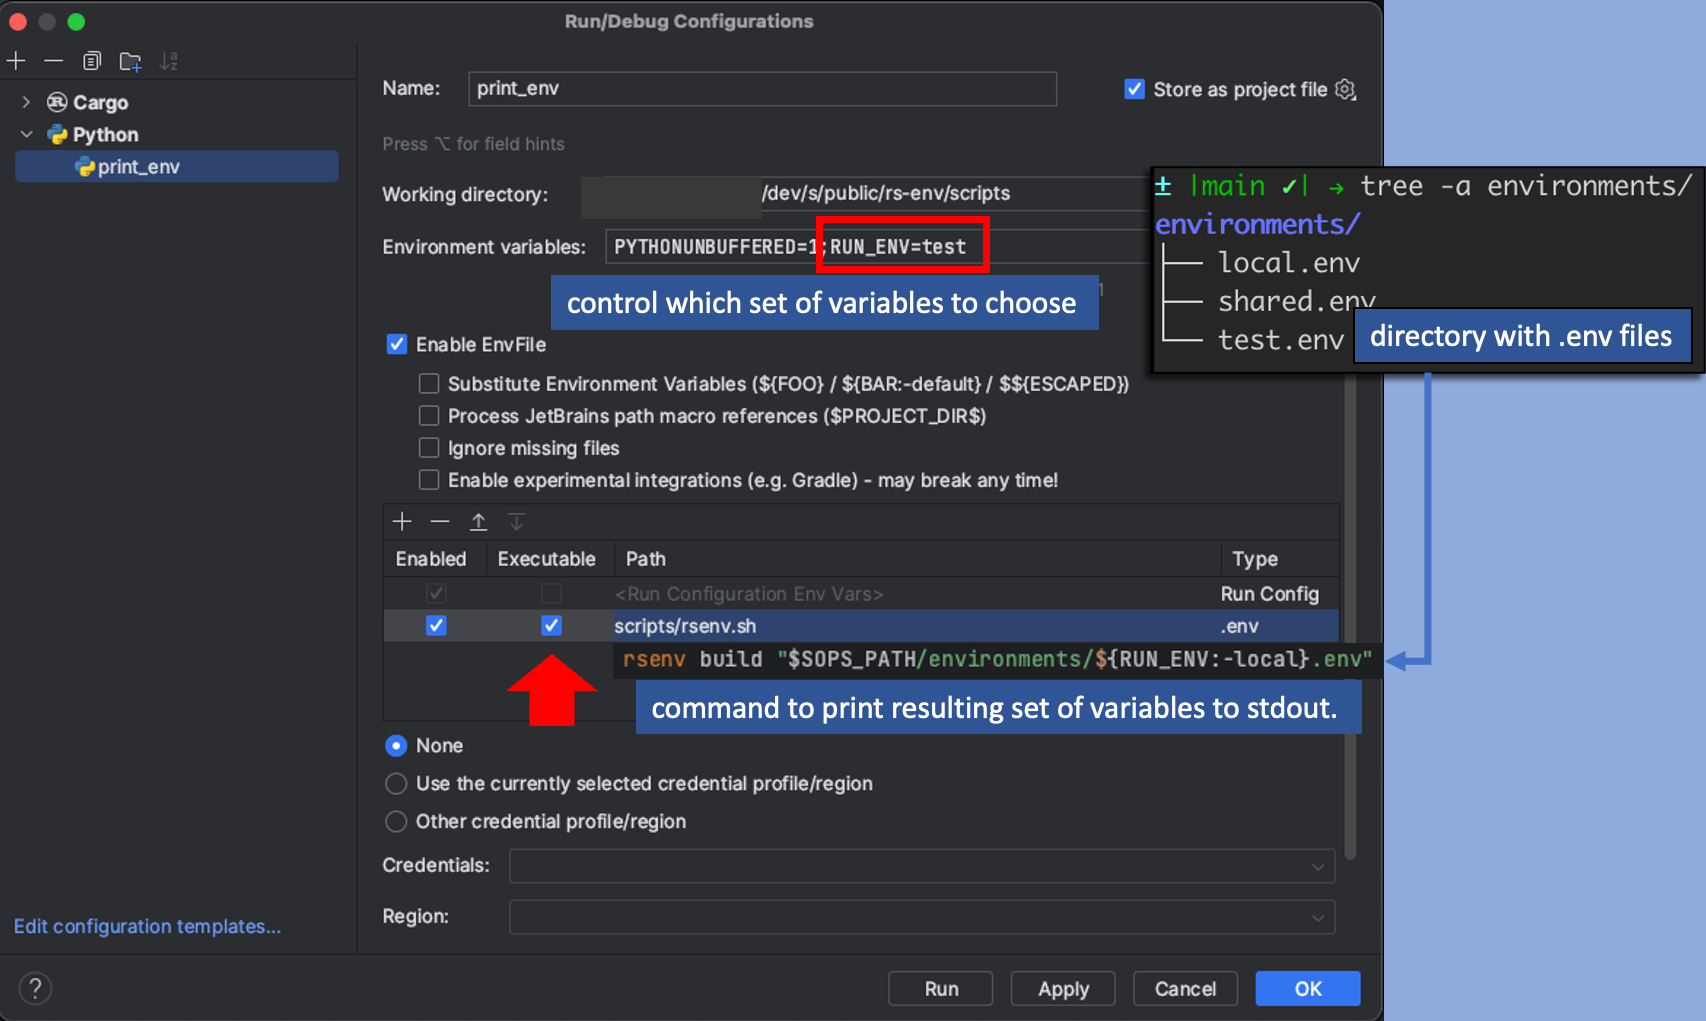 Run/Debug Configurations
Cargo
Python
print_env
Edit configuration templates...
?
Name: print_env
Store as project file
Press ⌥ for field hints
Working directory: /dev/s/public/rs-env/scripts
Environment variables: PYTHONUNBUFFERED=1;RUN_ENV=test
control which set of variables to choose
± |main ✓| → tree -a environments/
environments/
├── local.env
├── shared.env
└── test.env
directory with .env files
Enable EnvFile
Substitute Environment Variables (${FOO} / ${BAR:-default} / $${ESCAPED})
Process JetBrains path macro references ($PROJECT_DIR$)
Ignore missing files
Enable experimental integrations (e.g. Gradle) - may break any time!
Enabled Executable Path Type
<Run Configuration Env Vars> Run Config
scripts/rsenv.sh .env
rsenv build "$SOPS_PATH/environments/${RUN_ENV:-local}.env"
command to print resulting set of variables to stdout.
None
Use the currently selected credential profile/region
Other credential profile/region
Credentials:
Region:
Run Apply Cancel OK